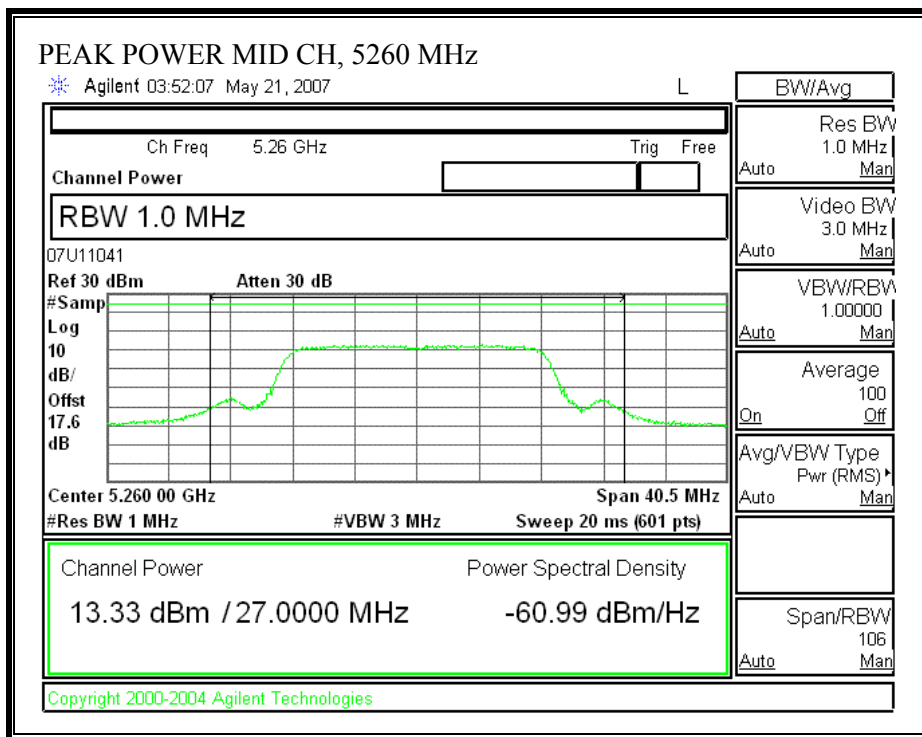 PEAK POWER MID CH, 5260 MHz
Agilent 03:52:07 May 21, 2007 L
Ch Freq 5.26 GHz Trig Free
Channel Power
RBW 1.0 MHz
07U11041
Ref 30 dBm Atten 30 dB
#Samp
Log
10
dB/
Offst
17.6
dB
Center 5.260 00 GHz Span 40.5 MHz
#Res BW 1 MHz #VBW 3 MHz Sweep 20 ms (601 pts)
Channel Power Power Spectral Density
13.33 dBm / 27.0000 MHz -60.99 dBm/Hz
Copyright 2000-2004 Agilent Technologies
BW/Avg
Res BW
1.0 MHz
Auto Man
Video BW
3.0 MHz
Auto Man
VBW/RBW
1.00000
Auto Man
Average
100
On Off
Avg/VBW Type
Pwr (RMS)
Auto Man
Span/RBW
106
Auto Man